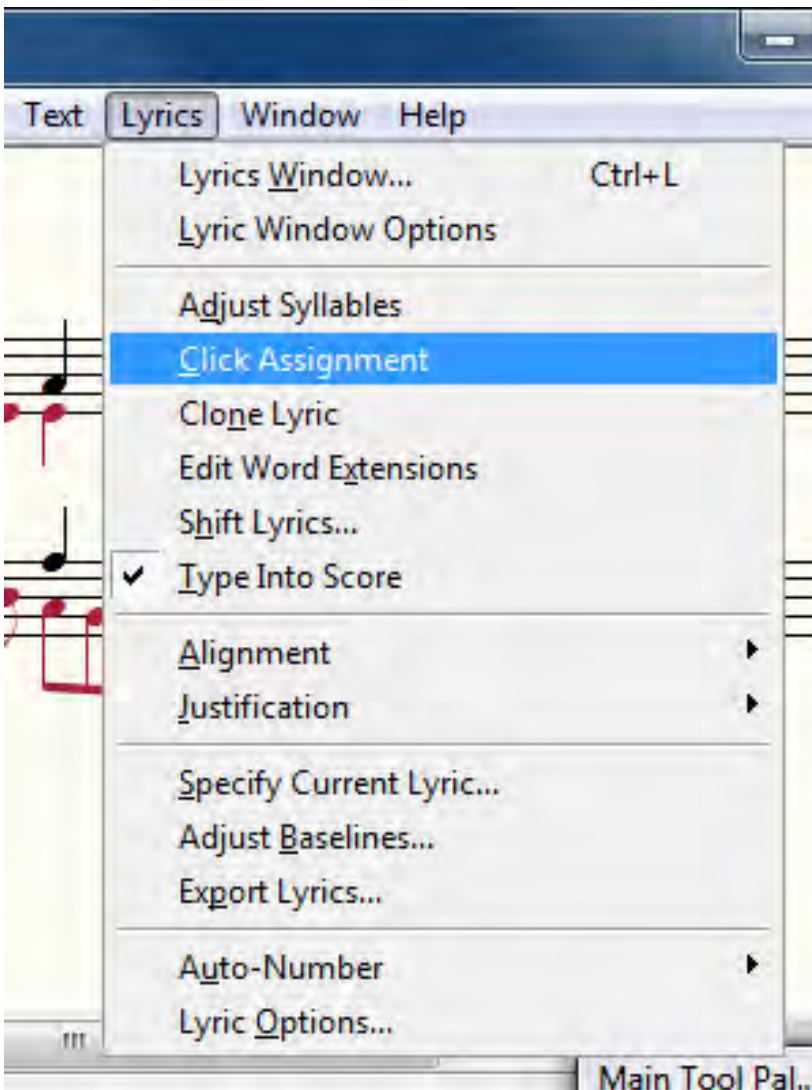 Text Lyrics Window Help
Lyrics Window... Ctrl+L
Lyric Window Options
Adjust Syllables
Click Assignment
Clone Lyric
Edit Word Extensions
Shift Lyrics...
Type Into Score
Alignment
Justification
Specify Current Lyric...
Adjust Baselines...
Export Lyrics...
Auto-Number
Lyric Options...
Main Tool Pal...